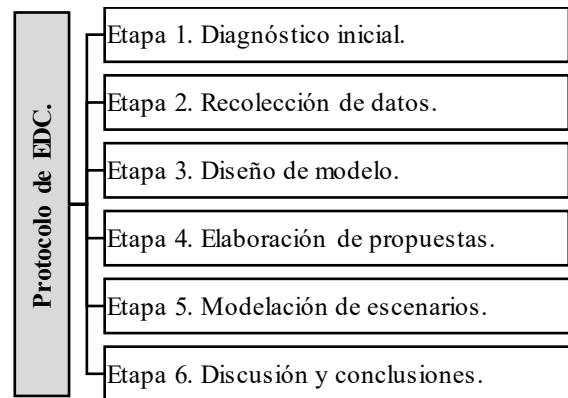 Protocolo de EDC.
Etapa 1. Diagnóstico inicial.
Etapa 2. Recolección de datos.
Etapa 3. Diseño de modelo.
Etapa 4. Elaboración de propuestas.
Etapa 5. Modelación de escenarios.
Etapa 6. Discusión y conclusiones.